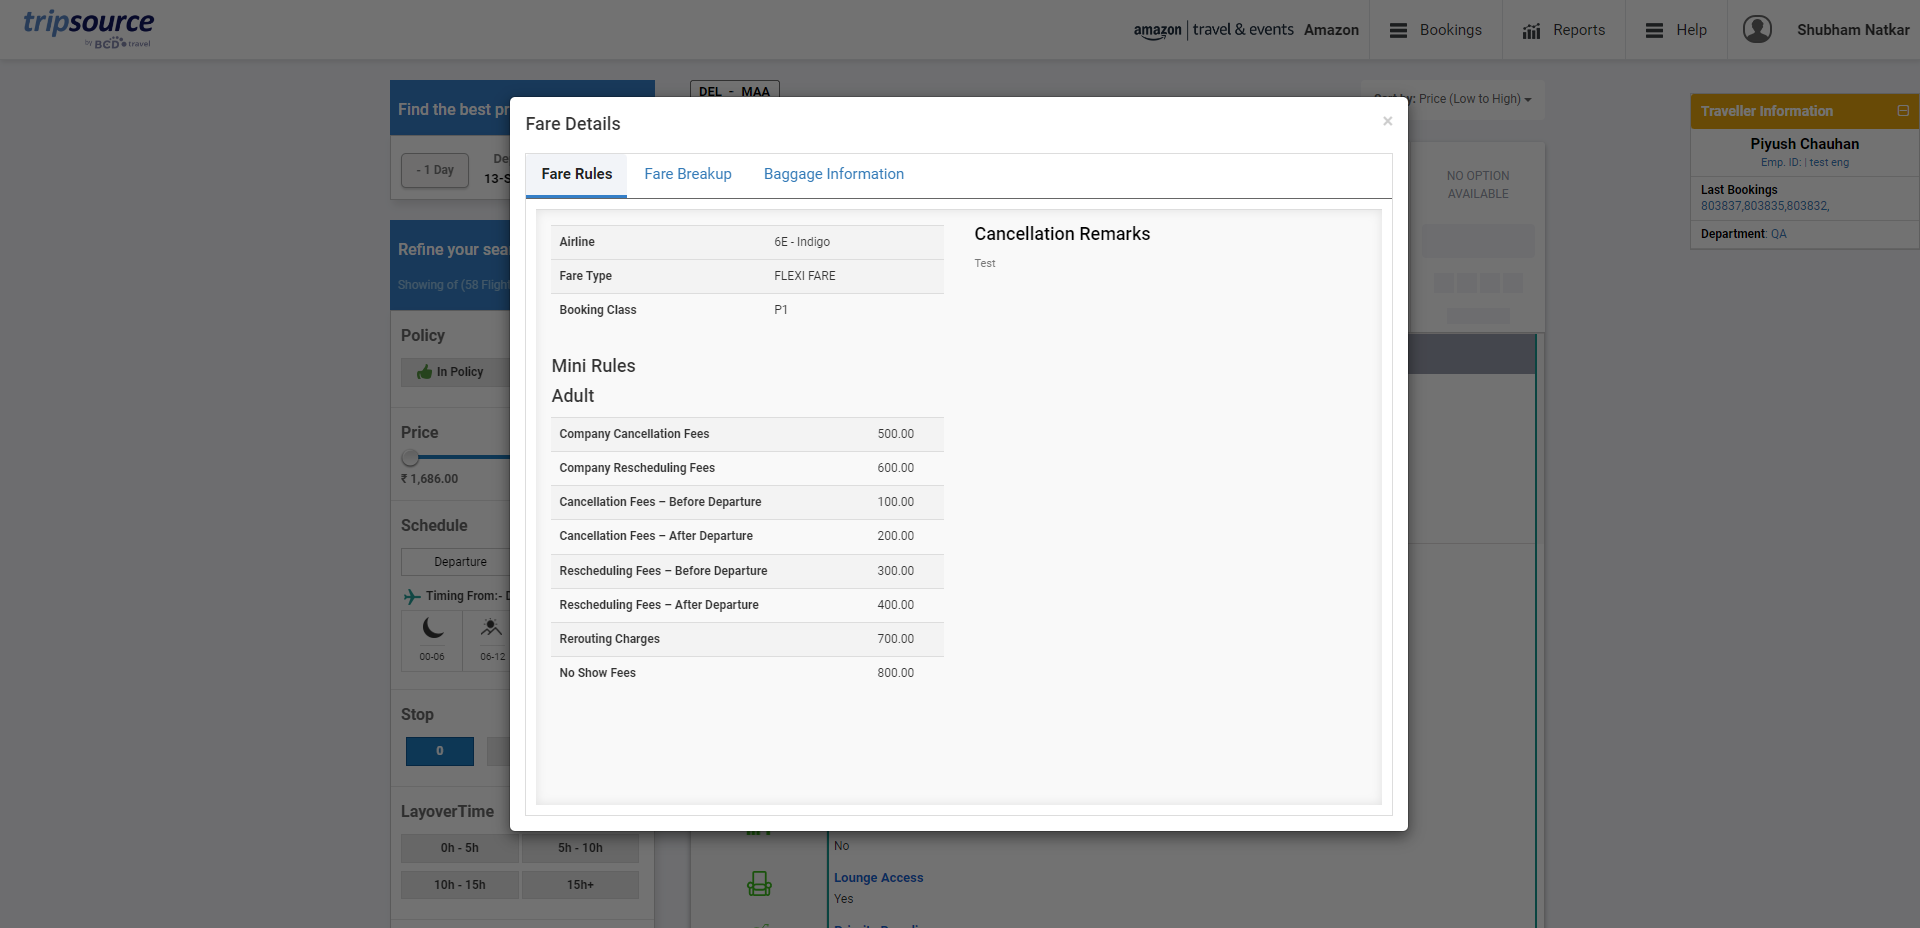 tripsource
by BCD travel
amazon | travel & events Amazon
Bookings
Reports
Help
Shubham Natkar
Find the best pr
DEL - MAA
Sort by: Price (Low to High)
- 1 Day
De
13-S
Refine your sea
Showing of (58 Flight
Policy
In Policy
Price
₹ 1,686.00
Schedule
Departure
Timing From:- D
00-06
06-12
Stop
0
LayoverTime
0h - 5h
5h - 10h
10h - 15h
15h+
Fare Details
×
Fare Rules
Fare Breakup
Baggage Information
Airline 6E - Indigo
Fare Type FLEXI FARE
Booking Class P1
Mini Rules
Adult
Company Cancellation Fees 500.00
Company Rescheduling Fees 600.00
Cancellation Fees – Before Departure 100.00
Cancellation Fees – After Departure 200.00
Rescheduling Fees – Before Departure 300.00
Rescheduling Fees – After Departure 400.00
Rerouting Charges 700.00
No Show Fees 800.00
Cancellation Remarks
Test
No
Lounge Access
Yes
NO OPTION
AVAILABLE
Traveller Information
Piyush Chauhan
Emp. ID: | test eng
Last Bookings
803837,803835,803832,
Department: QA